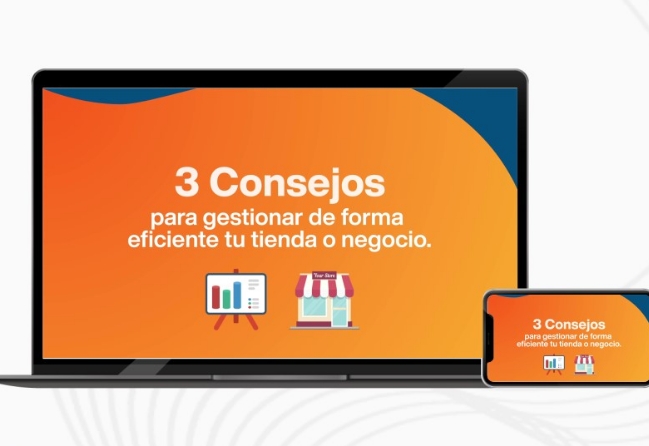 3 Consejos
para gestionar de forma
eficiente tu tienda o negocio.
Your Store
3 Consejos
para gestionar de forma
eficiente tu tienda o negocio.